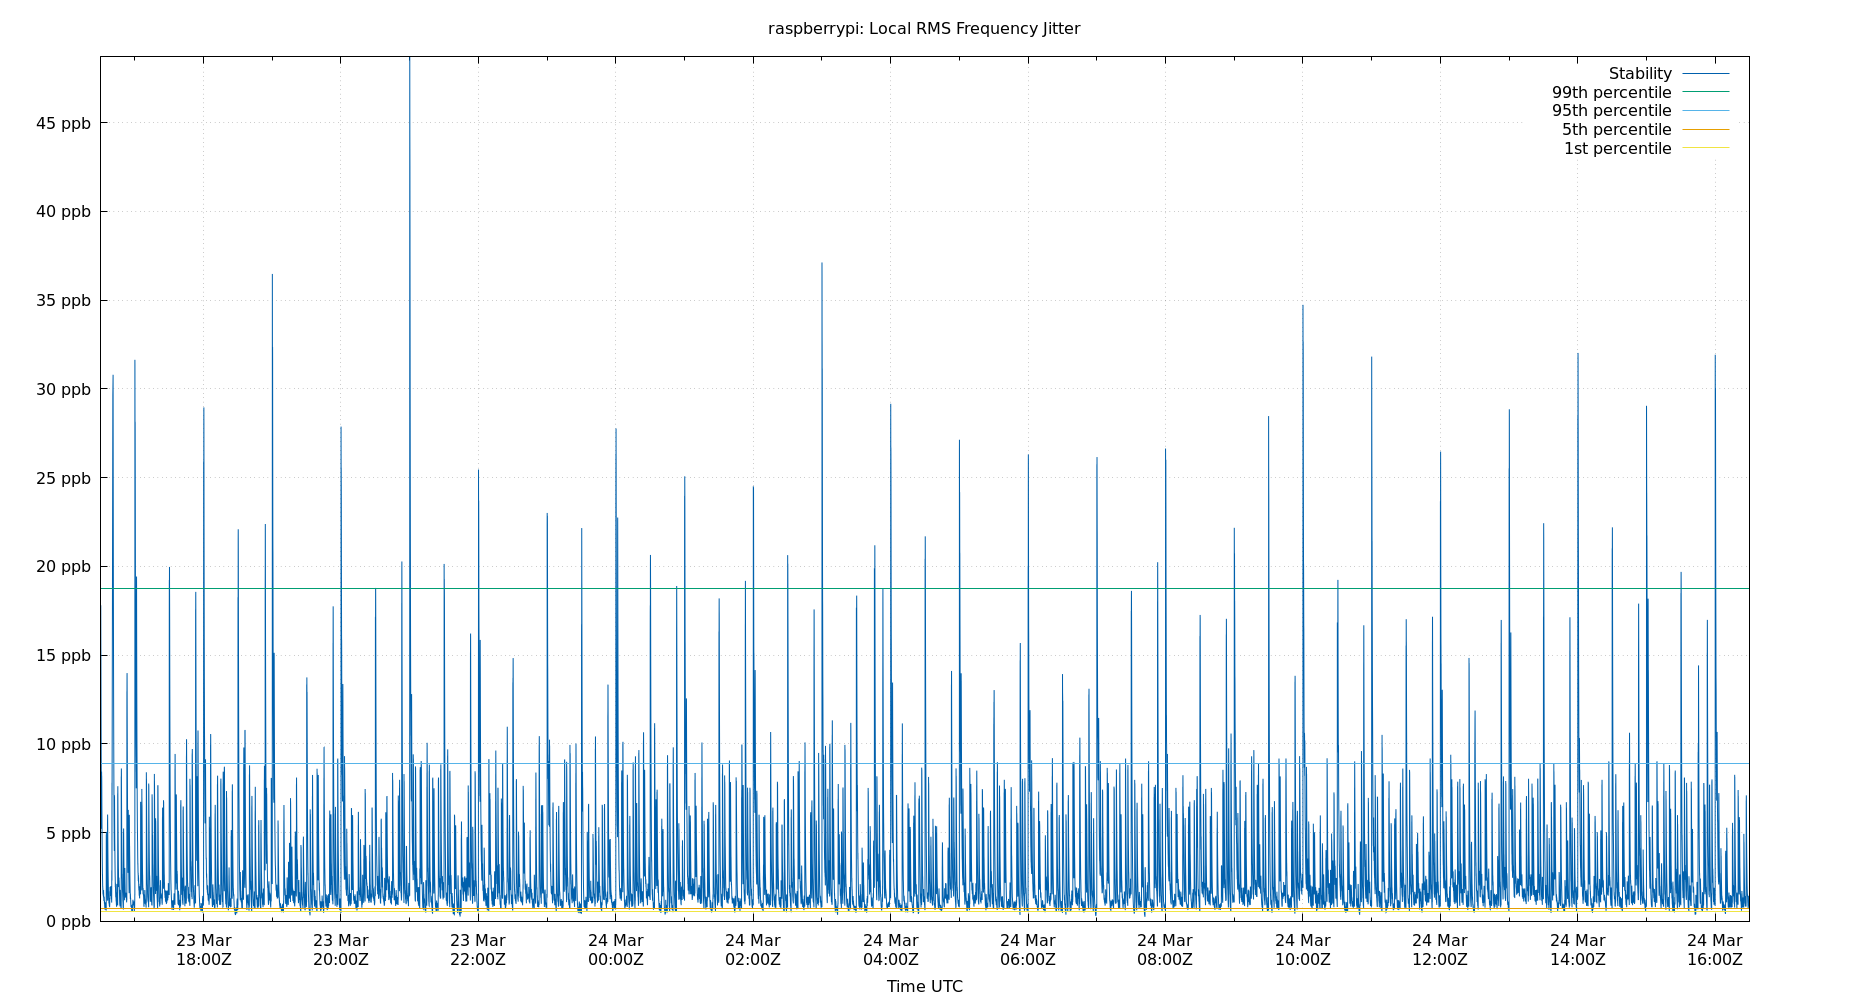 raspberrypi: Local RMS Frequency Jitter
Stability
99th percentile
95th percentile
5th percentile
1st percentile
45 ppb
40 ppb
35 ppb
30 ppb
25 ppb
20 ppb
15 ppb
10 ppb
5 ppb
0 ppb
23 Mar 23 Mar 23 Mar 24 Mar 24 Mar 24 Mar 24 Mar 24 Mar 24 Mar 24 Mar 24 Mar 24 Mar
18:00Z 20:00Z 22:00Z 00:00Z 02:00Z 04:00Z 06:00Z 08:00Z 10:00Z 12:00Z 14:00Z 16:00Z
Time UTC